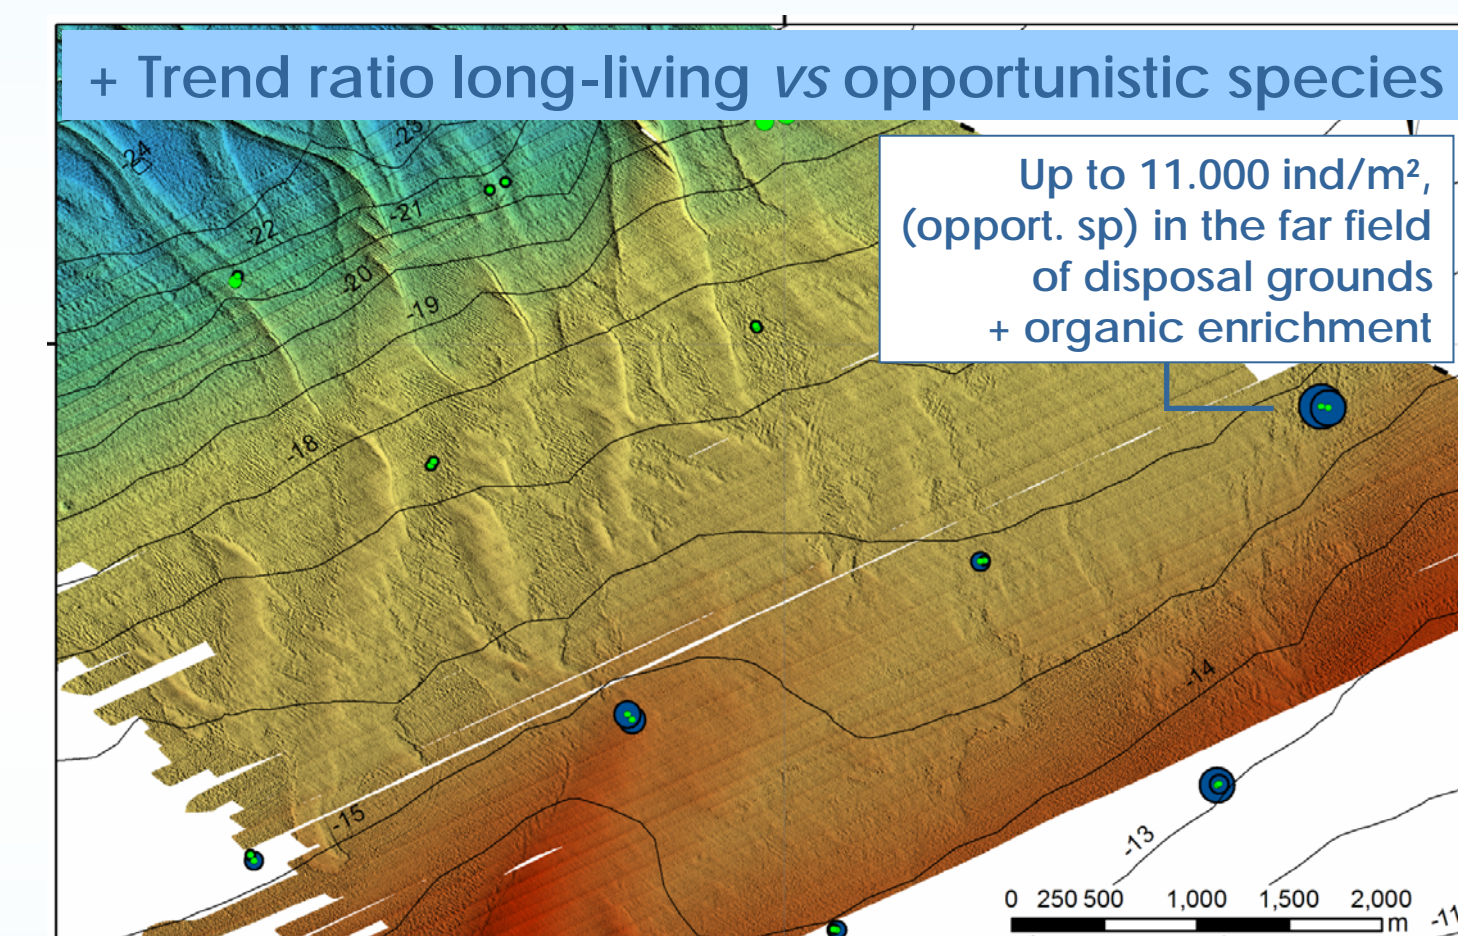 + Trend ratio long-living vs opportunistic species
Up to 11.000 ind/m²,
(opport. sp) in the far field
of disposal grounds
+ organic enrichment
-24
-23
-22
-21
-20
-19
-18
-14
-15
-13
0 250 500 1,000 1,500 2,000
m
-11